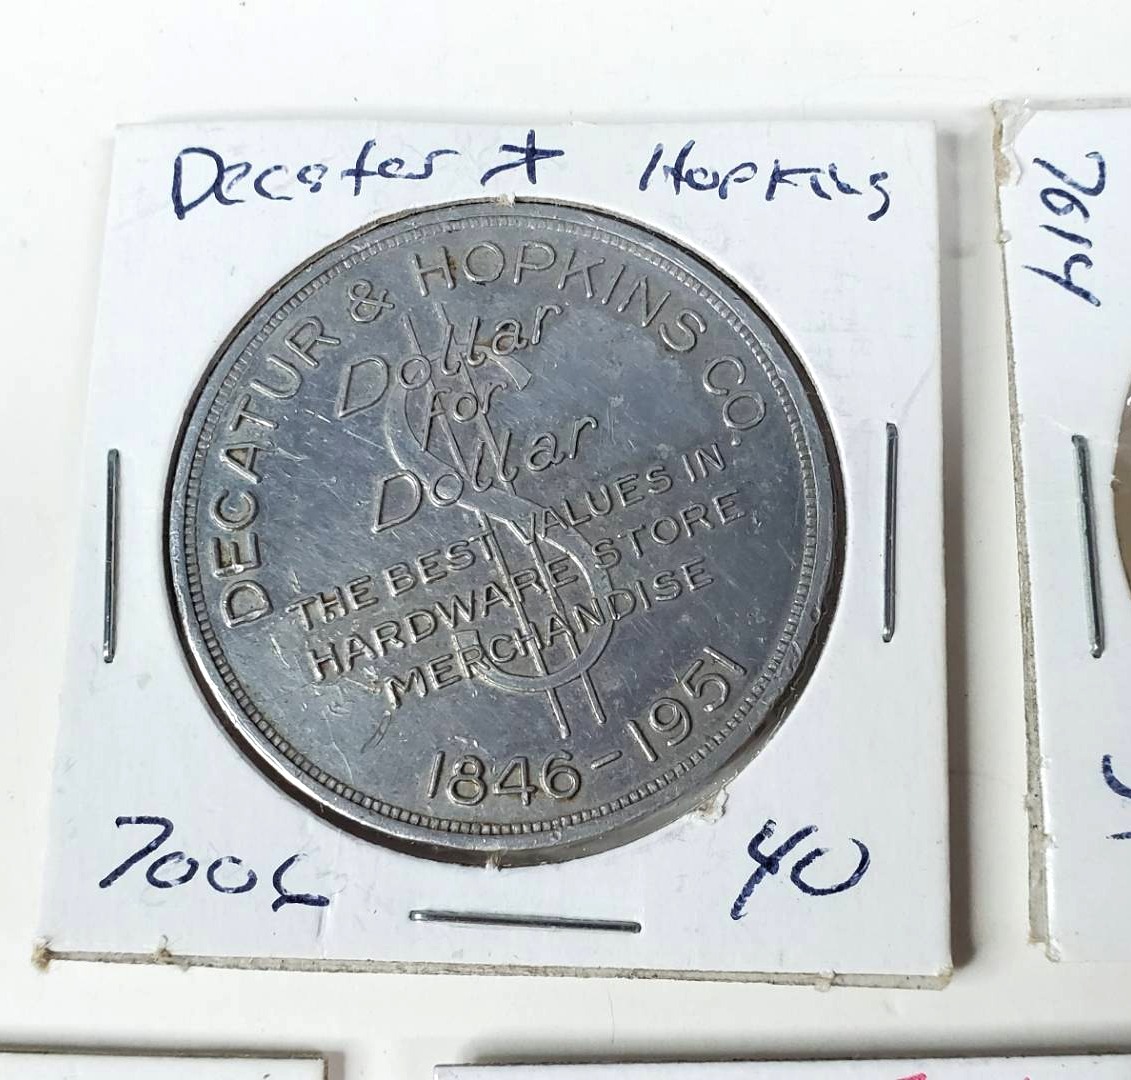 Decater & Hopkins
DECATUR & HOPKINS CO.
Dollar
for
Dollar
THE BEST VALUES IN
HARDWARE STORE
MERCHANDISE
1846-1951
700L
40
7614